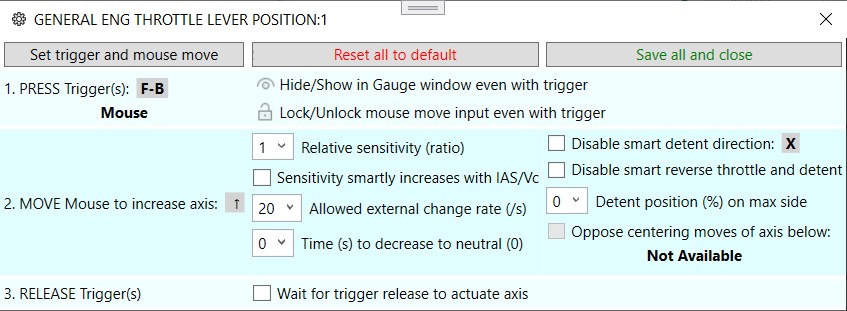 GENERAL ENG THROTTLE LEVER POSITION:1
Set trigger and mouse move
Reset all to default
Save all and close
1. PRESS Trigger(s): F-B
Mouse
Hide/Show in Gauge window even with trigger
Lock/Unlock mouse move input even with trigger
2. MOVE Mouse to increase axis: ↑
1 Relative sensitivity (ratio)
Sensitivity smartly increases with IAS/Vc
20 Allowed external change rate (/s)
0 Time (s) to decrease to neutral (0)
Disable smart detent direction: X
Disable smart reverse throttle and detent
0 Detent position (%) on max side
Oppose centering moves of axis below:
Not Available
3. RELEASE Trigger(s)
Wait for trigger release to actuate axis